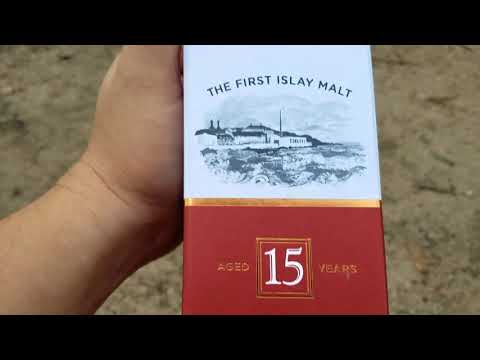 THE FIRST ISLAY MALT
AGED 15 YEARS